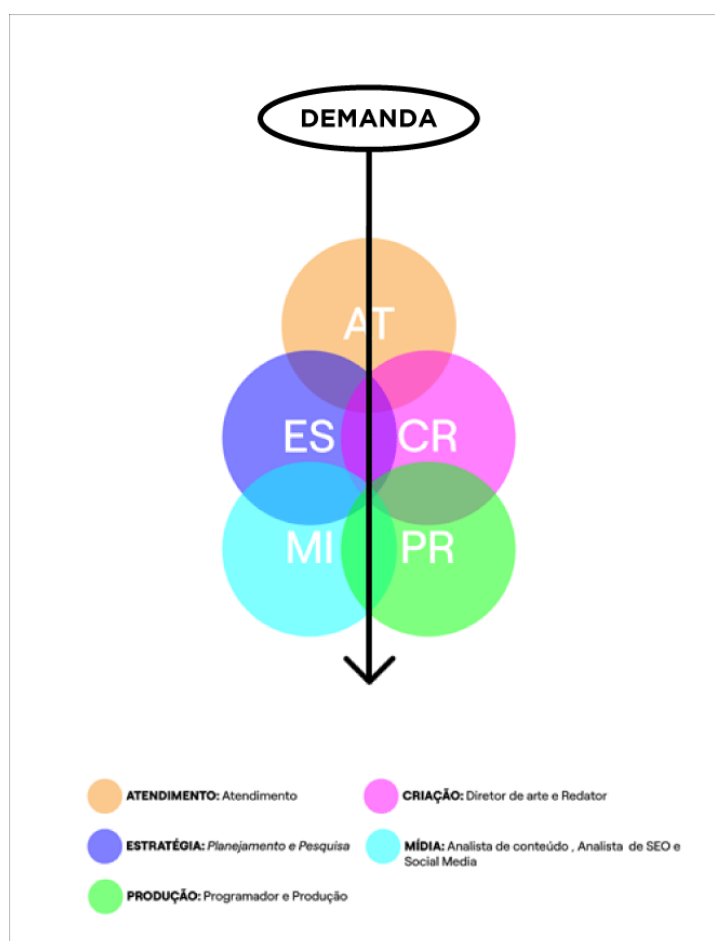 DEMANDA
AT
ES CR
MI PR
ATENDIMENTO: Atendimento
CRIAÇÃO: Diretor de arte e Redator
ESTRATÉGIA: Planejamento e Pesquisa
MÍDIA: Analista de conteúdo , Analista de SEO e
Social Media
PRODUÇÃO: Programador e Produção